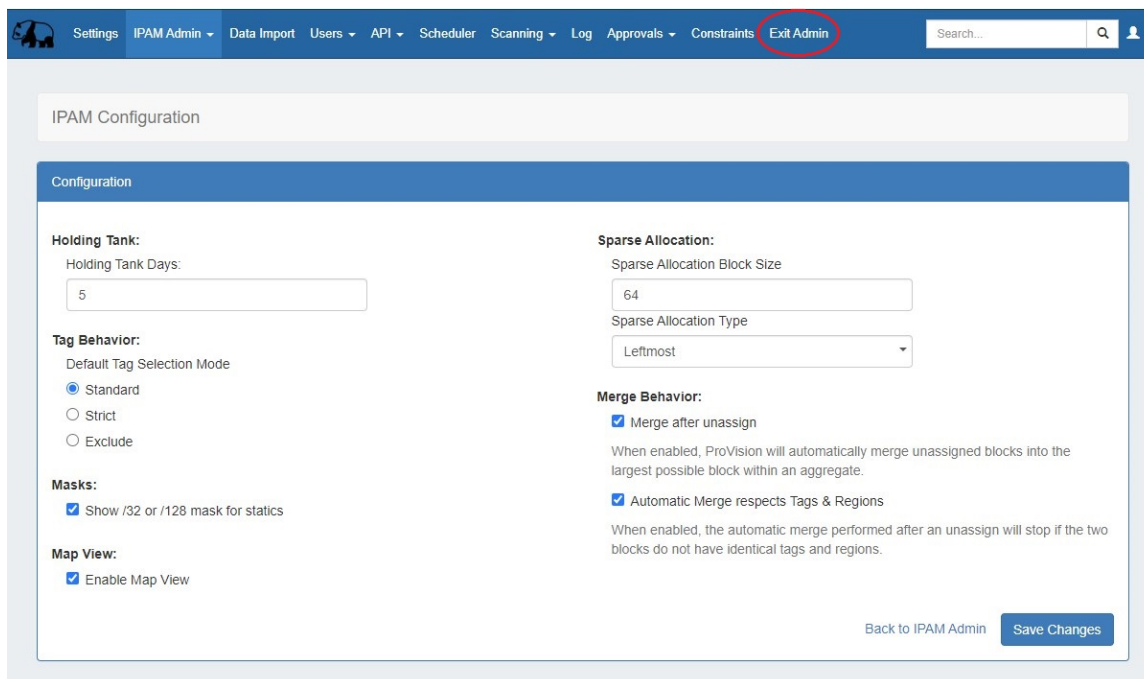 Settings IPAM Admin Data Import Users API Scheduler Scanning Log Approvals Constraints Exit Admin Search...
IPAM Configuration
Configuration
Holding Tank:
Holding Tank Days:
5
Tag Behavior:
Default Tag Selection Mode
Standard
Strict
Exclude
Masks:
Show /32 or /128 mask for statics
Map View:
Enable Map View
Sparse Allocation:
Sparse Allocation Block Size
64
Sparse Allocation Type
Leftmost
Merge Behavior:
Merge after unassign
When enabled, ProVision will automatically merge unassigned blocks into the
largest possible block within an aggregate.
Automatic Merge respects Tags & Regions
When enabled, the automatic merge performed after an unassign will stop if the two
blocks do not have identical tags and regions.
Back to IPAM Admin Save Changes